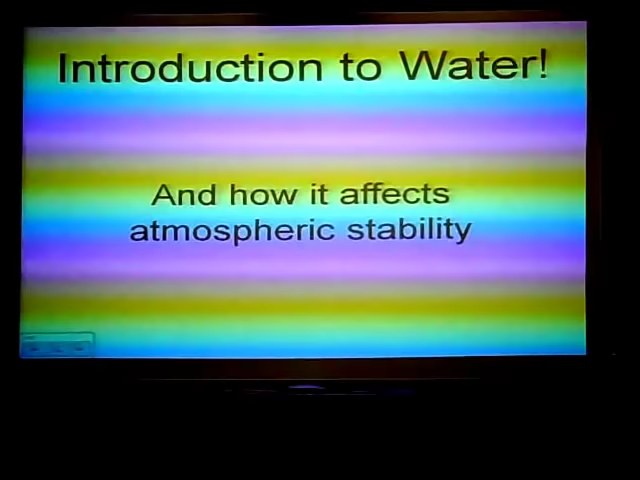 Introduction to Water!
And how it affects
atmospheric stability